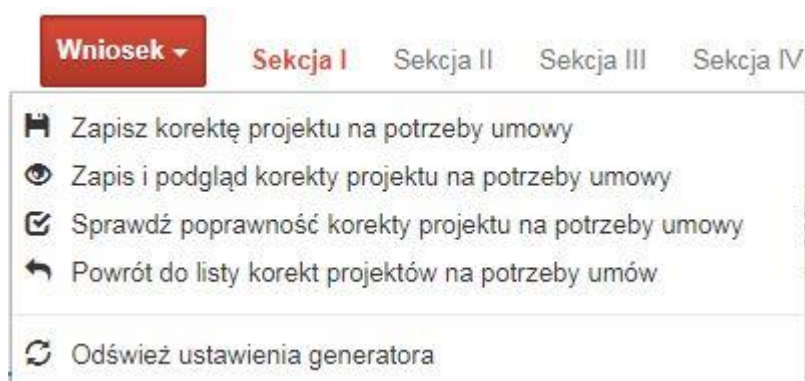 Wniosek Sekcja I Sekcja II Sekcja III Sekcja IV
Zapisz korektę projektu na potrzeby umowy
Zapis i podgląd korekty projektu na potrzeby umowy
Sprawdź poprawność korekty projektu na potrzeby umowy
Powrót do listy korekt projektów na potrzeby umów
Odśwież ustawienia generatora